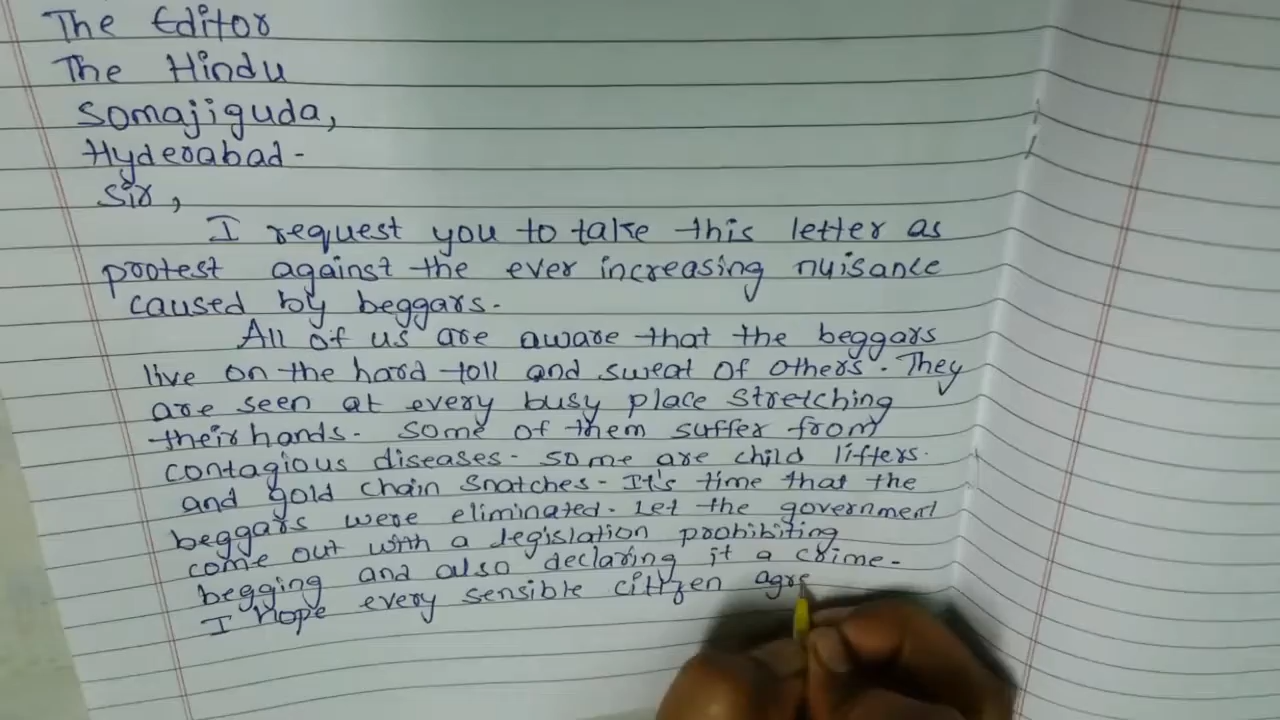 The Editor
The Hindu
Somajiguda,
Hyderabad-
Sir,
I request you to take this letter as
protest against the ever increasing nuisance
caused by beggars.
All of us are aware that the beggars
live on the hard toll and sweat of others. They
are seen at every busy place stretching
their hands. Some of them suffer from
contagious diseases. Some are child lifters.
and gold chain snatches. It's time that the
beggars were eliminated. Let the government
come out with a legislation prohibiting
begging and also declaring it a crime.
I hope every sensible citizen agre